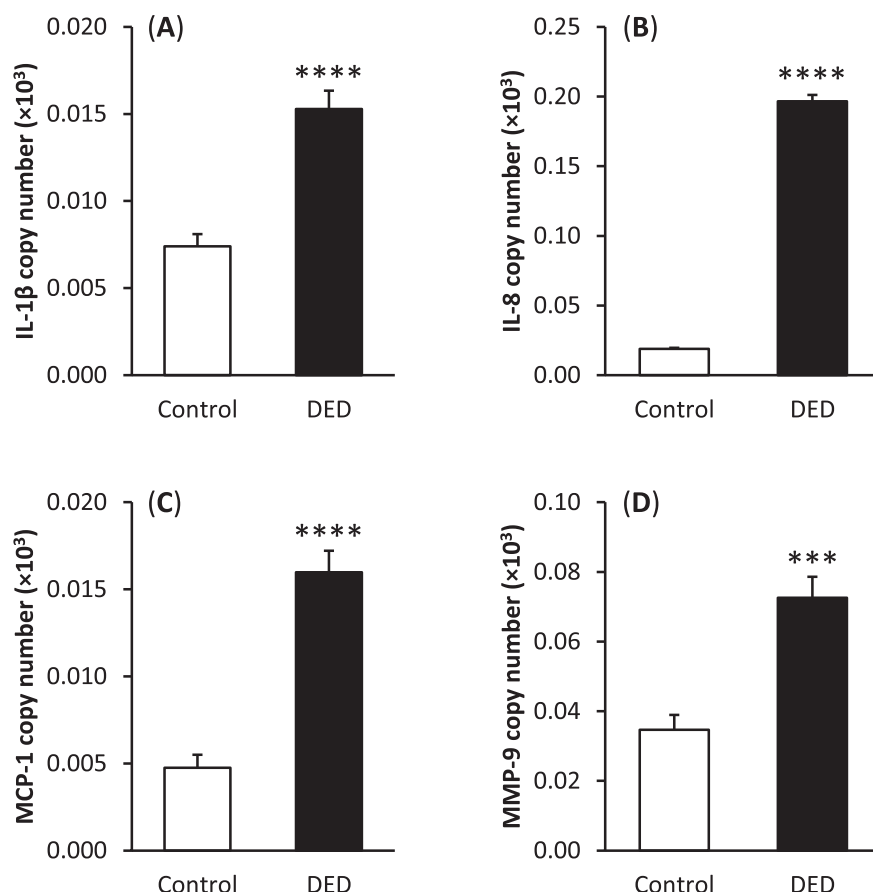 (A)
IL-1β copy number (×10³)
0.020
0.015
0.010
0.005
0.000
****
Control DED
(B)
IL-8 copy number (×10³)
0.25
0.20
0.15
0.10
0.05
0.00
****
Control DED
(C)
MCP-1 copy number (×10³)
0.020
0.015
0.010
0.005
0.000
****
Control DED
(D)
MMP-9 copy number (×10³)
0.10
0.08
0.06
0.04
0.02
0.00
***
Control DED